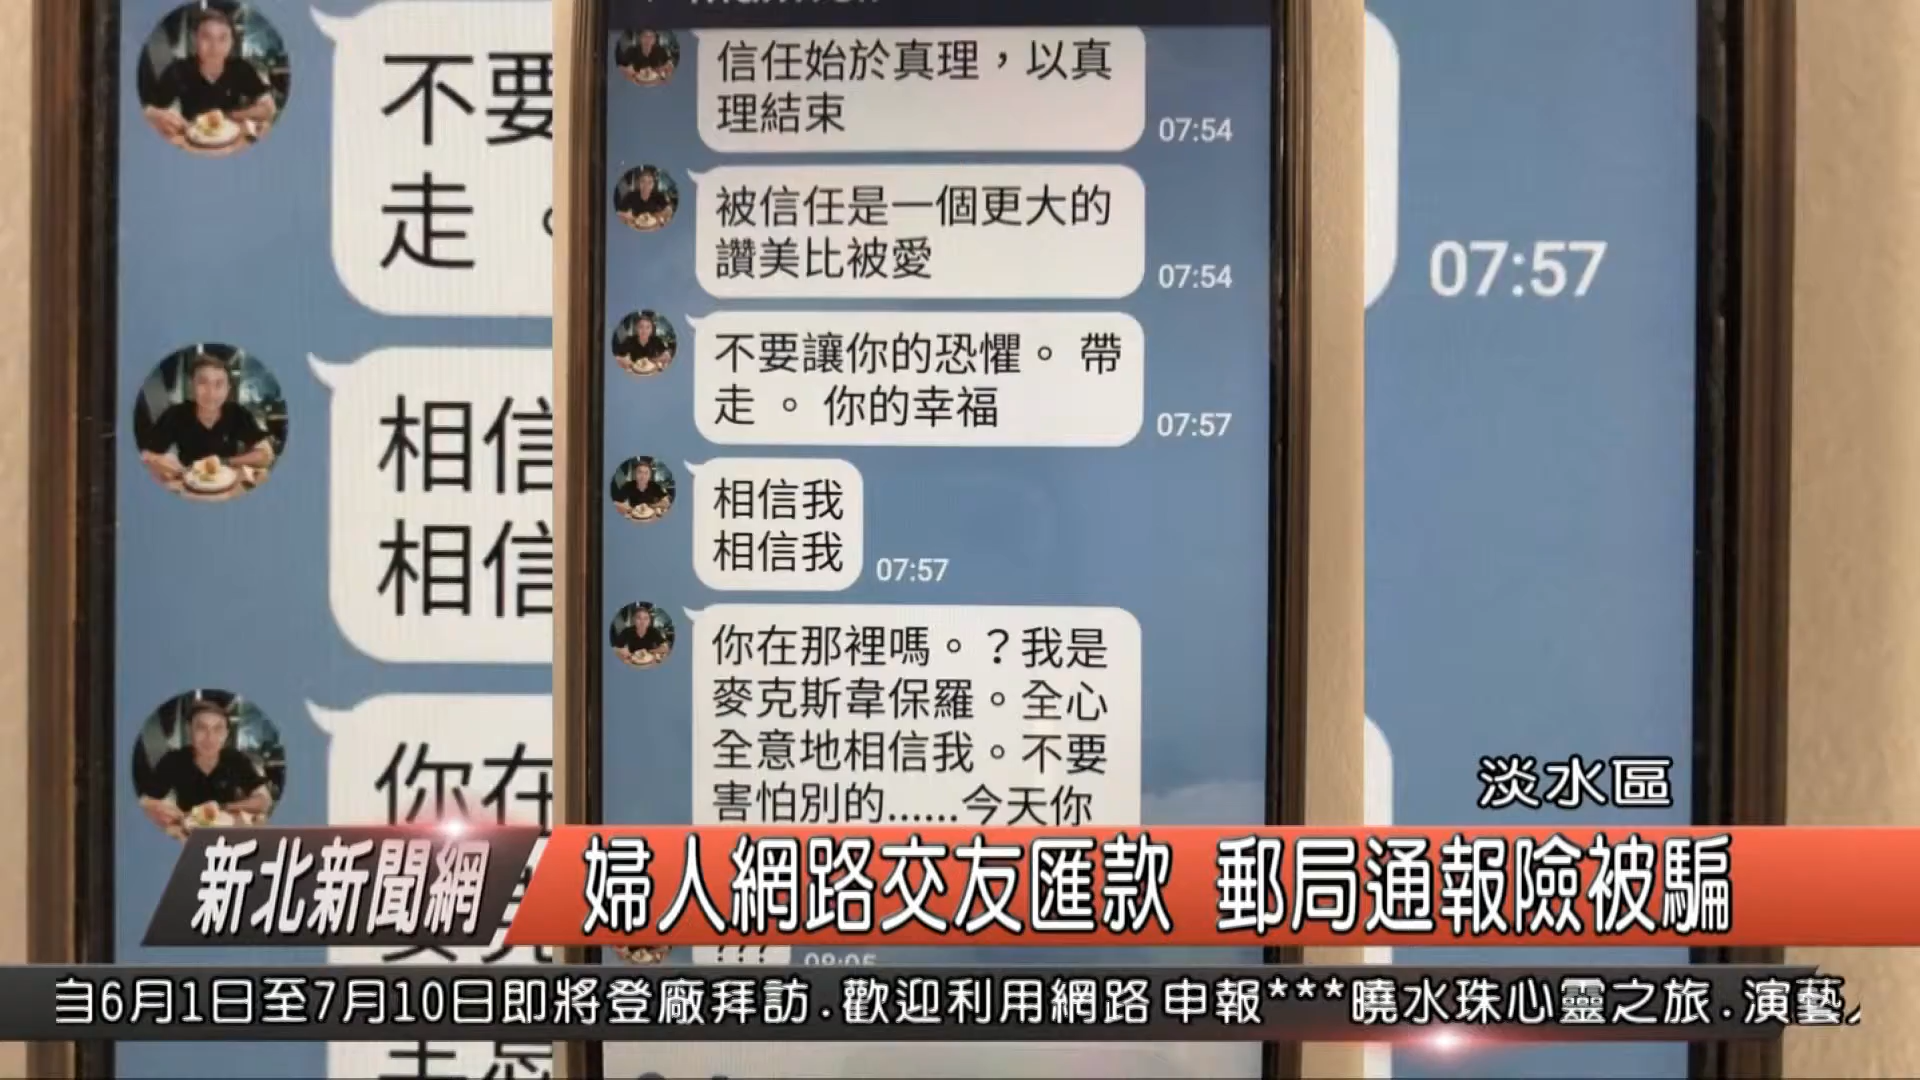 不要
走。
07:57
相信
相信
你在
信任始於真理，以真
理結束
07:54
被信任是一個更大的
讚美比被愛
07:54
不要讓你的恐懼。 帶
走 。 你的幸福
07:57
相信我
相信我
07:57
你在那裡嗎。？我是
麥克斯韋保羅。全心
全意地相信我。不要
害怕別的......今天你
???
08:05
淡水區
新北新聞網
婦人網路交友匯款 郵局通報險被騙
自6月1日至7月10日即將登廠拜訪.歡迎利用網路申報***曉水珠心靈之旅.演藝